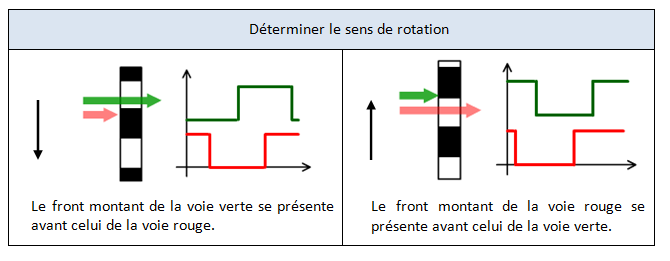 Déterminer le sens de rotation
Le front montant de la voie verte se présente
avant celui de la voie rouge.
Le front montant de la voie rouge se
présente avant celui de la voie verte.